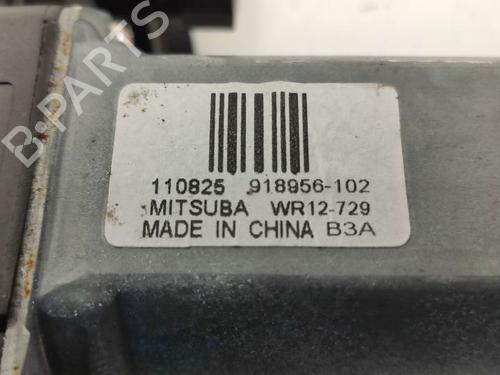 B-PARTS
110825 918956-102
MITSUBA WR12-729
MADE IN CHINA B3A